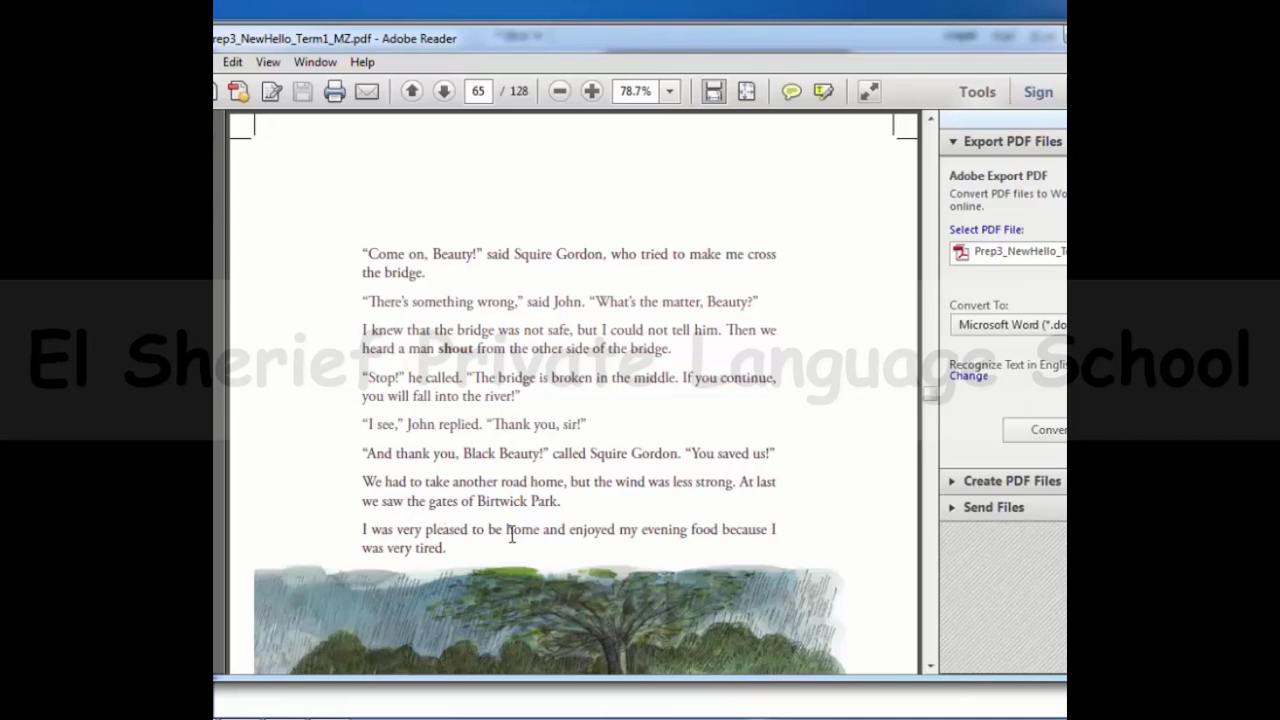 rep3_NewHello_Term1_MZ.pdf - Adobe Reader
Edit View Window Help
65 / 128 78.7% Tools Sign
“Come on, Beauty!” said Squire Gordon, who tried to make me cross
the bridge.
“There’s something wrong,” said John. “What’s the matter, Beauty?”
I knew that the bridge was not safe, but I could not tell him. Then we
heard a man shout from the other side of the bridge.
“Stop!” he called. “The bridge is broken in the middle. If you continue,
you will fall into the river!”
“I see,” John replied. “Thank you, sir!”
“And thank you, Black Beauty!” called Squire Gordon. “You saved us!”
We had to take another road home, but the wind was less strong. At last
we saw the gates of Birtwick Park.
I was very pleased to be home and enjoyed my evening food because I
was very tired.
El Sherief Private Language School
Export PDF Files
Adobe Export PDF
Convert PDF files to Wo
online.
Select PDF File:
Prep3_NewHello_T
Convert To:
Microsoft Word (*.do
Recognize Text in Englis
Change
Conver
Create PDF Files
Send Files